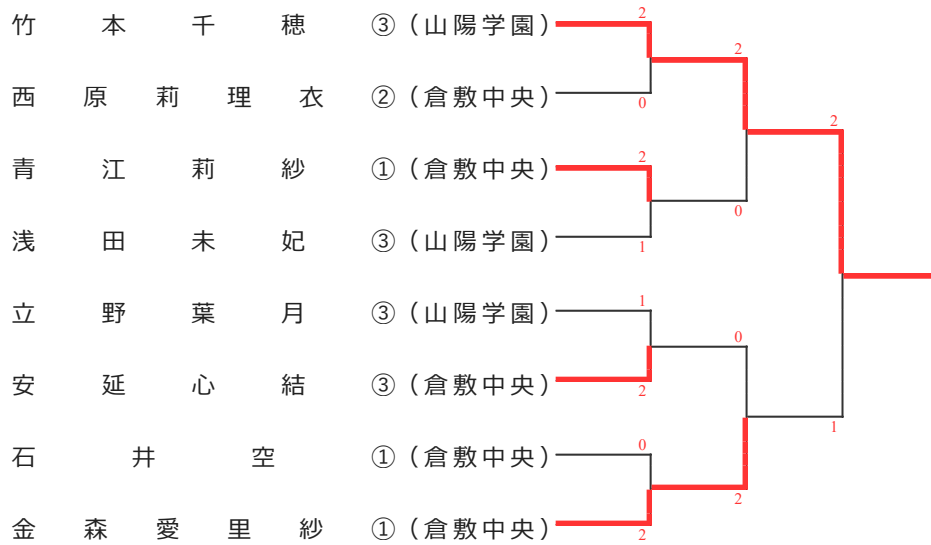 竹本千穂 ③(山陽学園) 2
2
西原莉理衣 ②(倉敷中央) 0
2
青江莉紗 ①(倉敷中央) 2
0
浅田未妃 ③(山陽学園) 1
立野葉月 ③(山陽学園) 1
0
安延心結 ③(倉敷中央) 2
1
石井空 ①(倉敷中央) 0
2
金森愛里紗 ①(倉敷中央) 2